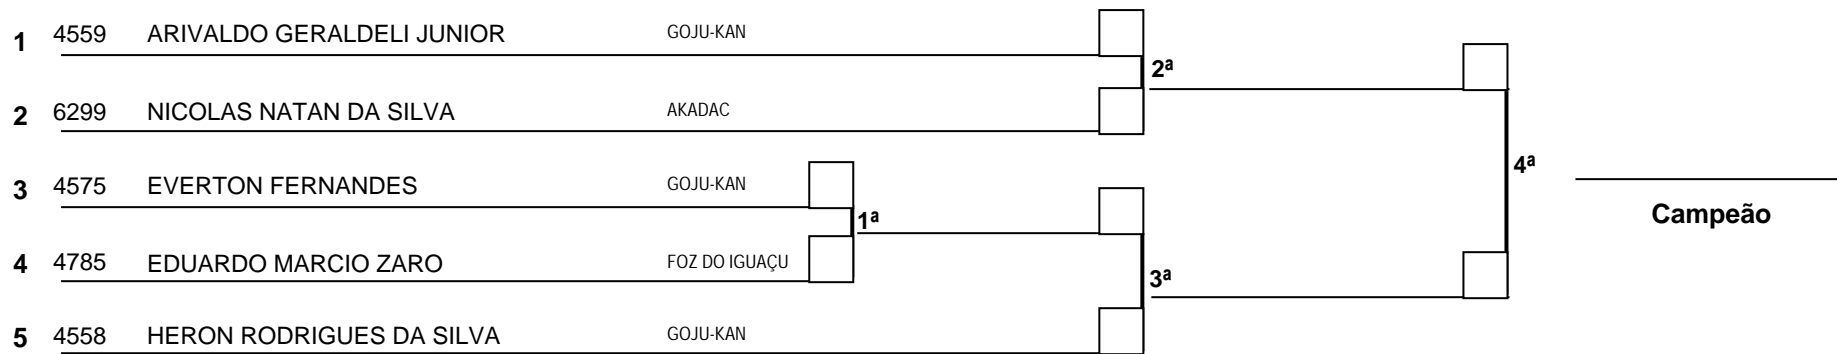 1 4559 ARIVALDO GERALDELI JUNIOR GOJU-KAN
2ª
2 6299 NICOLAS NATAN DA SILVA AKADAC
3 4575 EVERTON FERNANDES GOJU-KAN
4ª
1ª
Campeão
4 4785 EDUARDO MARCIO ZARO FOZ DO IGUAÇU
3ª
5 4558 HERON RODRIGUES DA SILVA GOJU-KAN